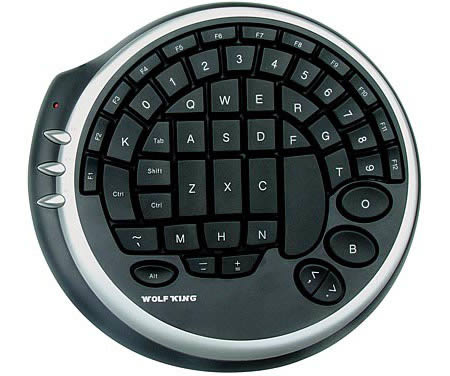 F1 F2 F3 F4 F5 F6 F7 F8 F9 F10 F11 F12
K 0 1 2 3 4 5 6 7 8 9
Q W E R
Tab A S D F G
Shift T
Ctrl Z X C
Ctrl O
~ M H N B
Alt - + =
< >
WOLF KING